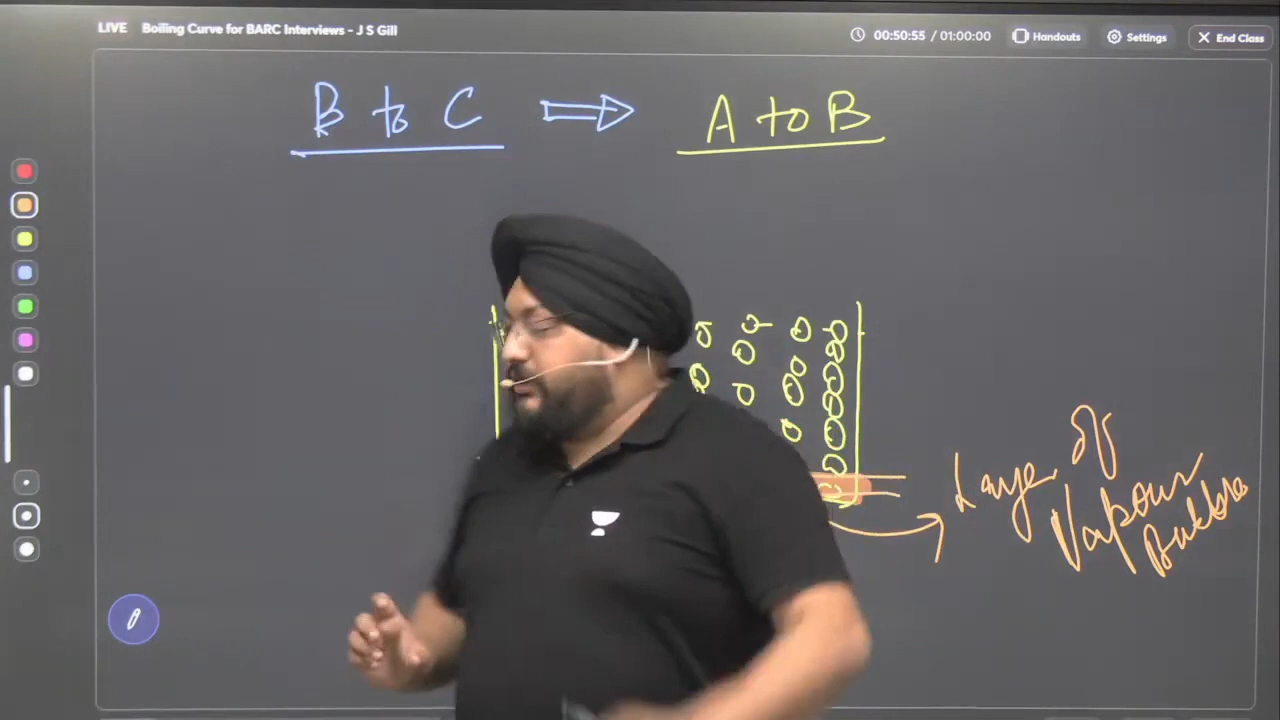 LIVE Boiling Curve for BARC Interviews - J S Gill
00:50:55 / 01:00:00 Handouts Settings End Class
B to C ⇒ A to B
Layer of
Vapour
Bubble